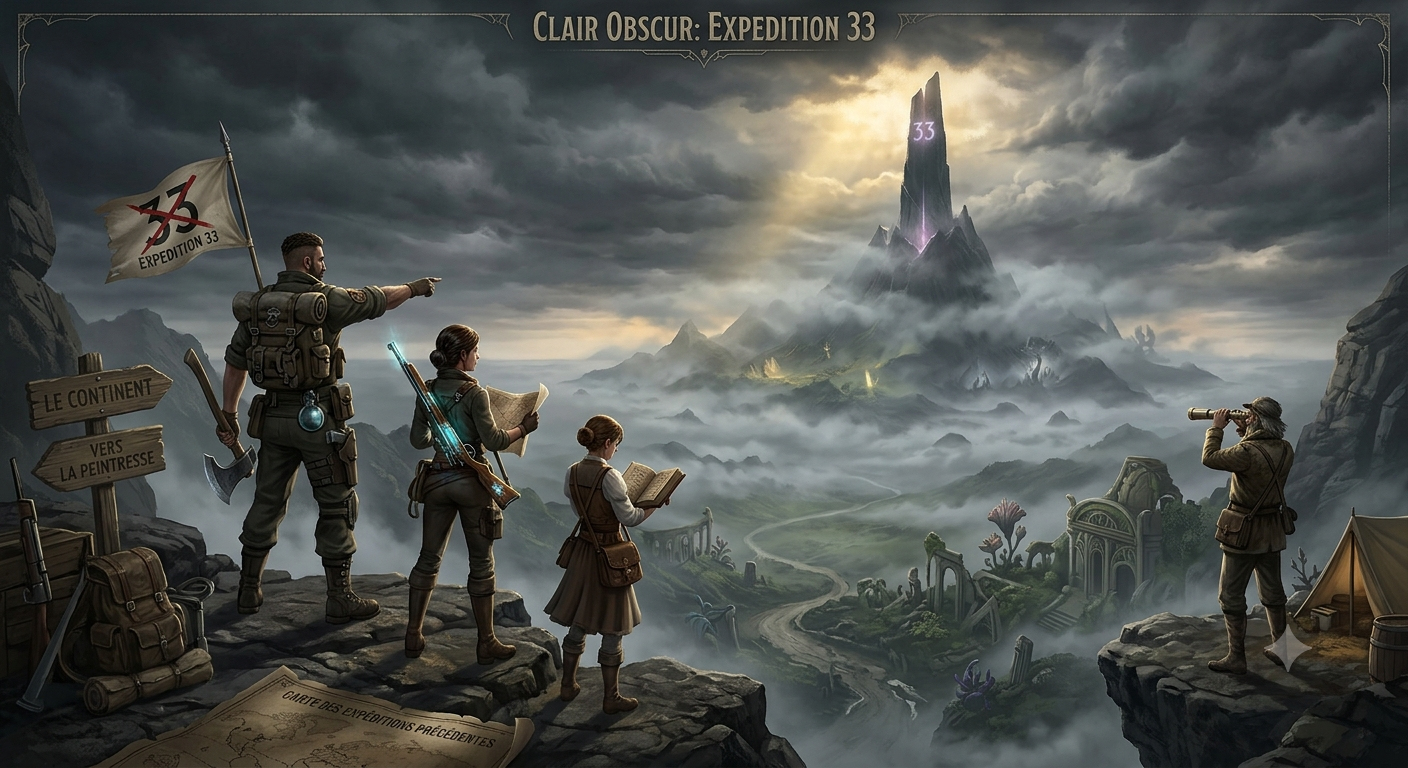 CLAIR OBSCUR: EXPEDITION 33
33
33
EXPEDITION 33
LE CONTINENT
VERS
LA PEINTRESSE
CARTE DES EXPÉDITIONS PRÉCÉDENTES